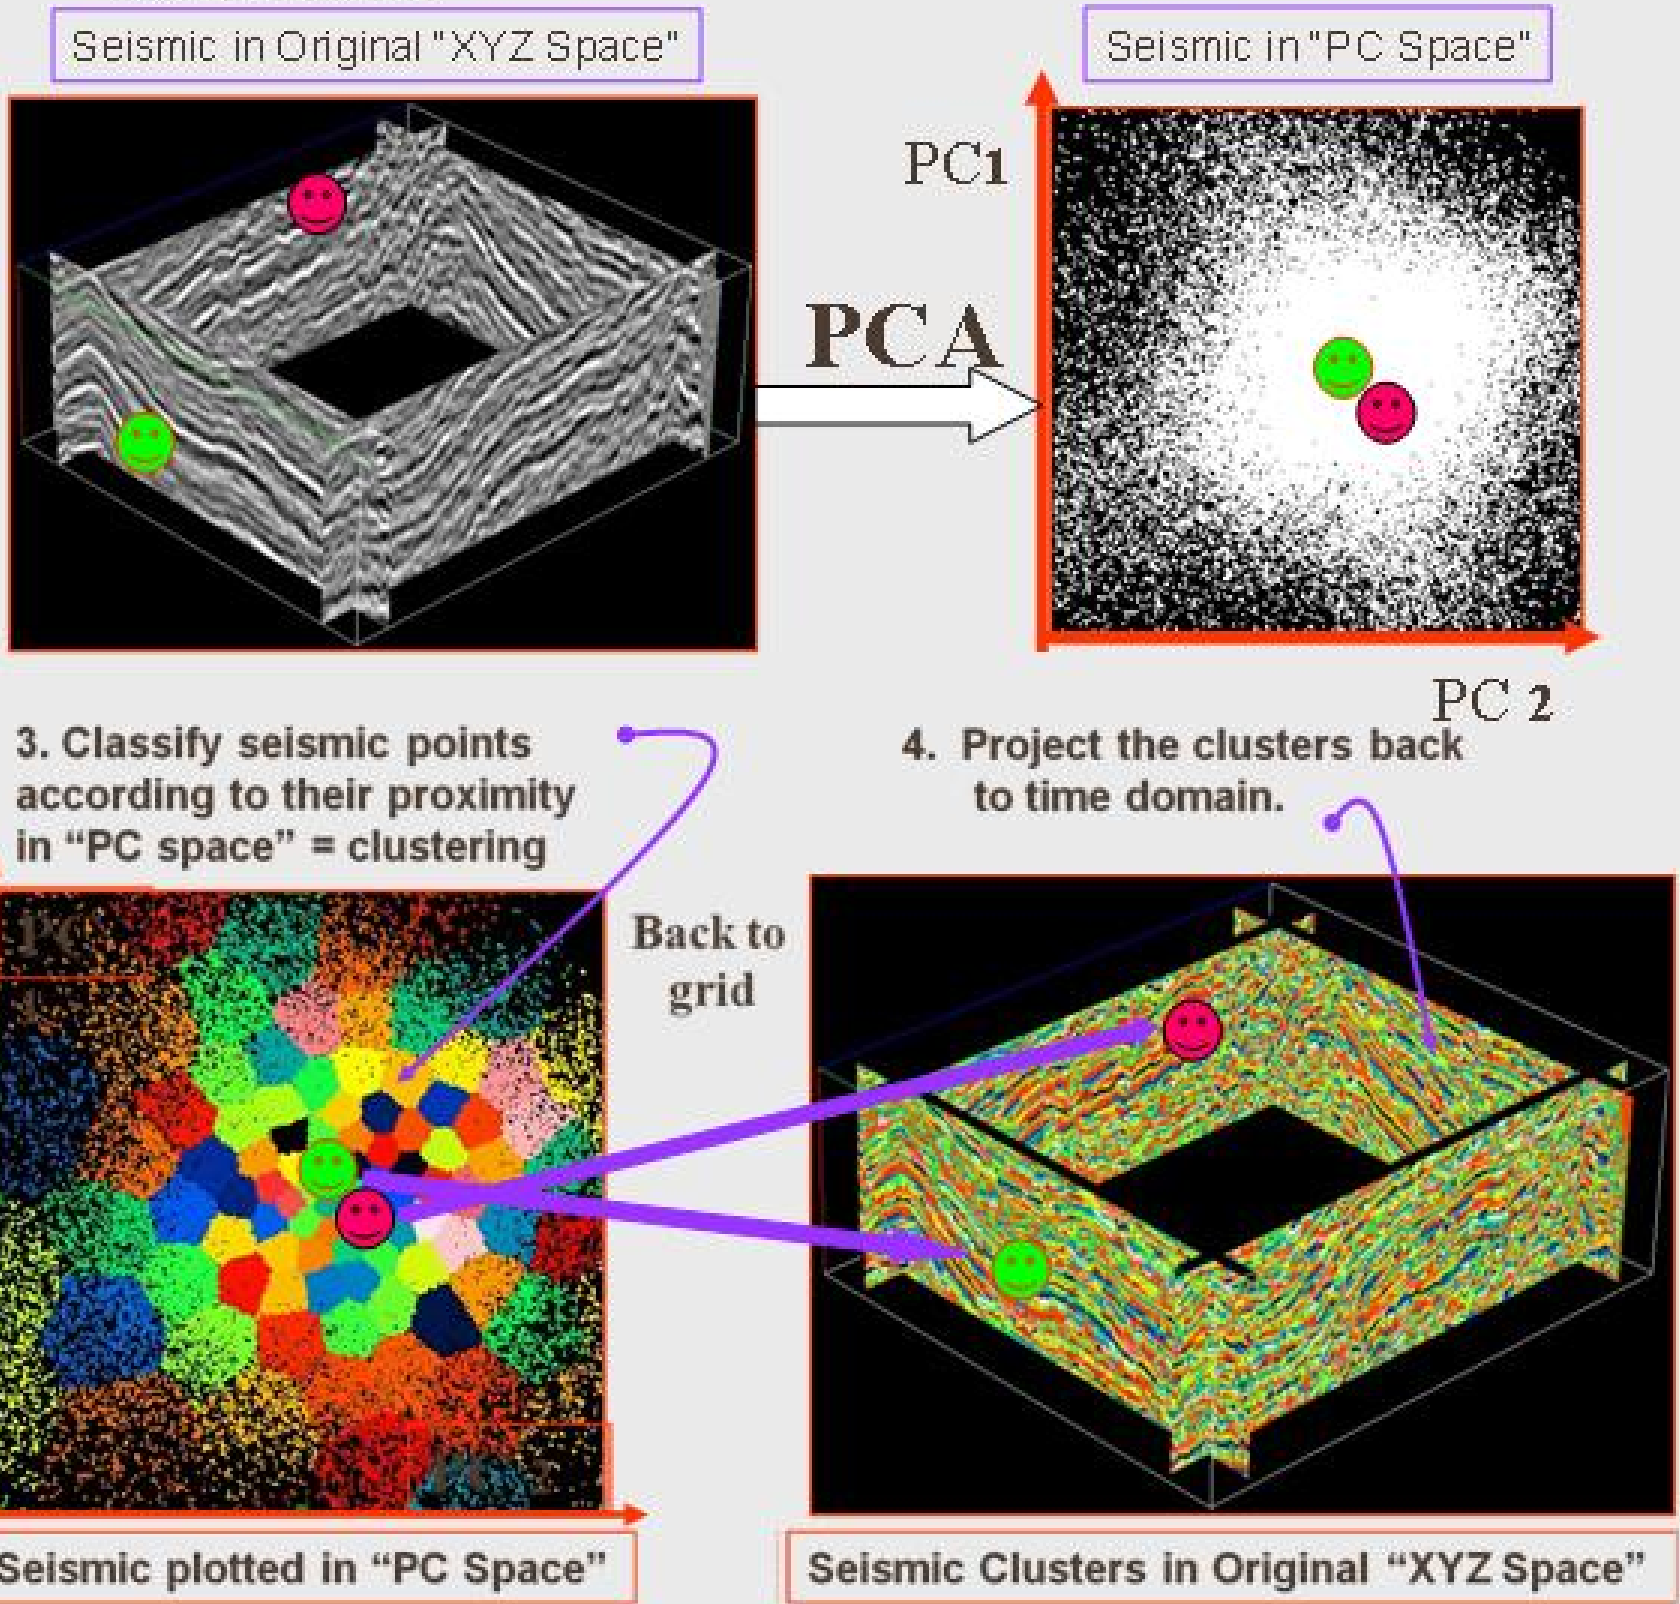 Seismic in Original "XYZ Space"
Seismic in "PC Space"
PC1
PCA
PC 2
3. Classify seismic points
according to their proximity
in “PC space” = clustering
4. Project the clusters back
to time domain.
Back to
grid
PC
Seismic plotted in “PC Space”
Seismic Clusters in Original “XYZ Space”